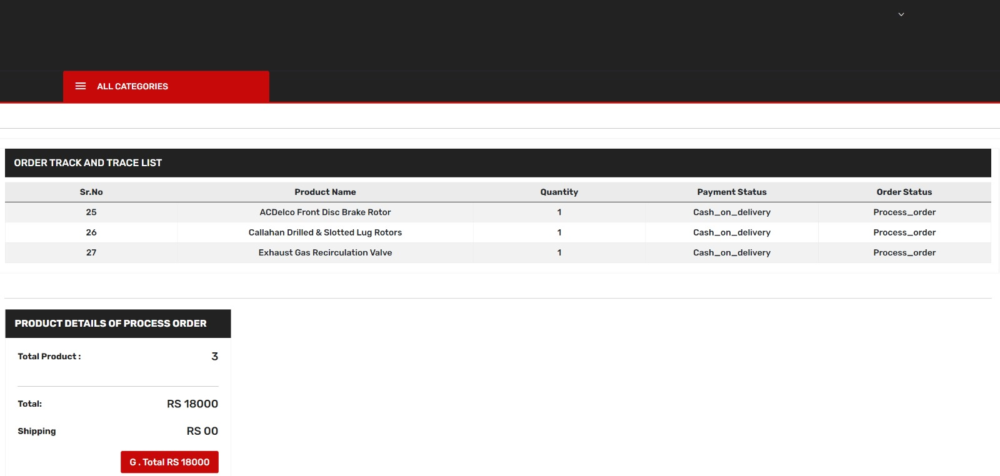 ALL CATEGORIES
ORDER TRACK AND TRACE LIST
Sr.No Product Name Quantity Payment Status Order Status
25 ACDelco Front Disc Brake Rotor 1 Cash_on_delivery Process_order
26 Callahan Drilled & Slotted Lug Rotors 1 Cash_on_delivery Process_order
27 Exhaust Gas Recirculation Valve 1 Cash_on_delivery Process_order
PRODUCT DETAILS OF PROCESS ORDER
Total Product : 3
Total: RS 18000
Shipping RS 00
G . Total RS 18000